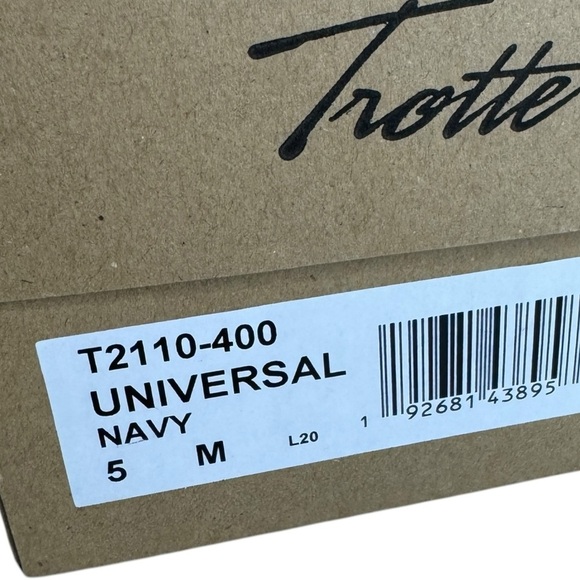 Trotte
T2110-400
UNIVERSAL
NAVY
5 M L20
1 92681 43895